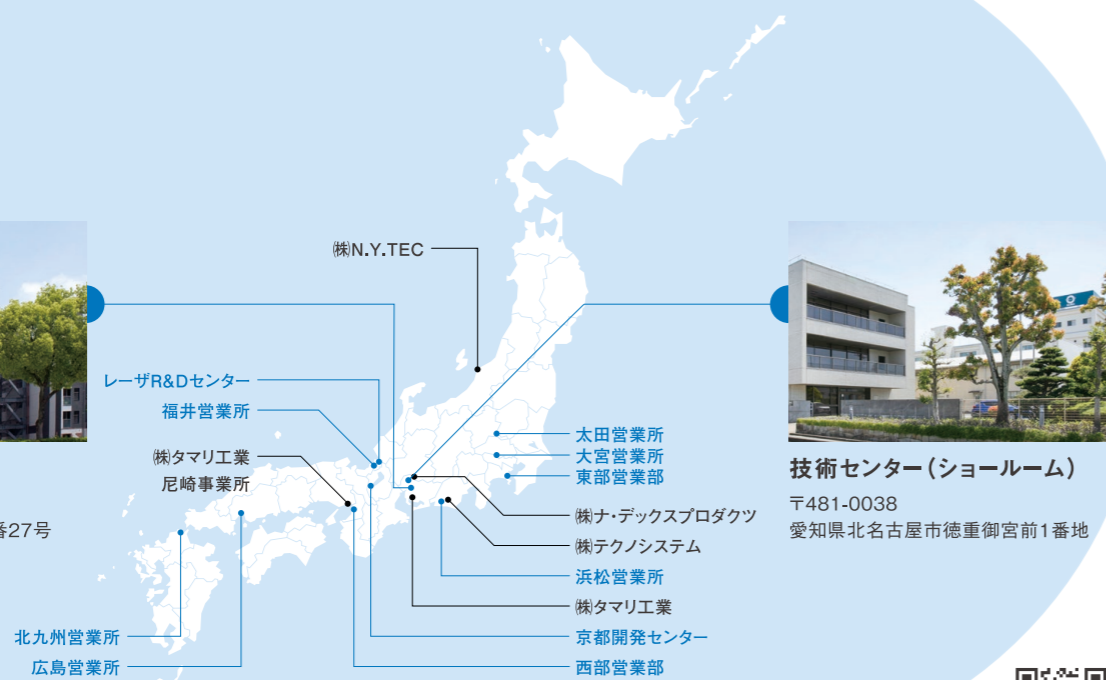 ㈱N.Y.TEC
レーザR&Dセンター
福井営業所
㈱タマリ工業
尼崎事業所
番27号
北九州営業所
広島営業所
太田営業所
大宮営業所
東部営業部
㈱ナ・デックスプロダクツ
㈱テクノシステム
浜松営業所
㈱タマリ工業
京都開発センター
西部営業部
技術センター（ショールーム）
〒481-0038
愛知県北名古屋市徳重御宮前1番地